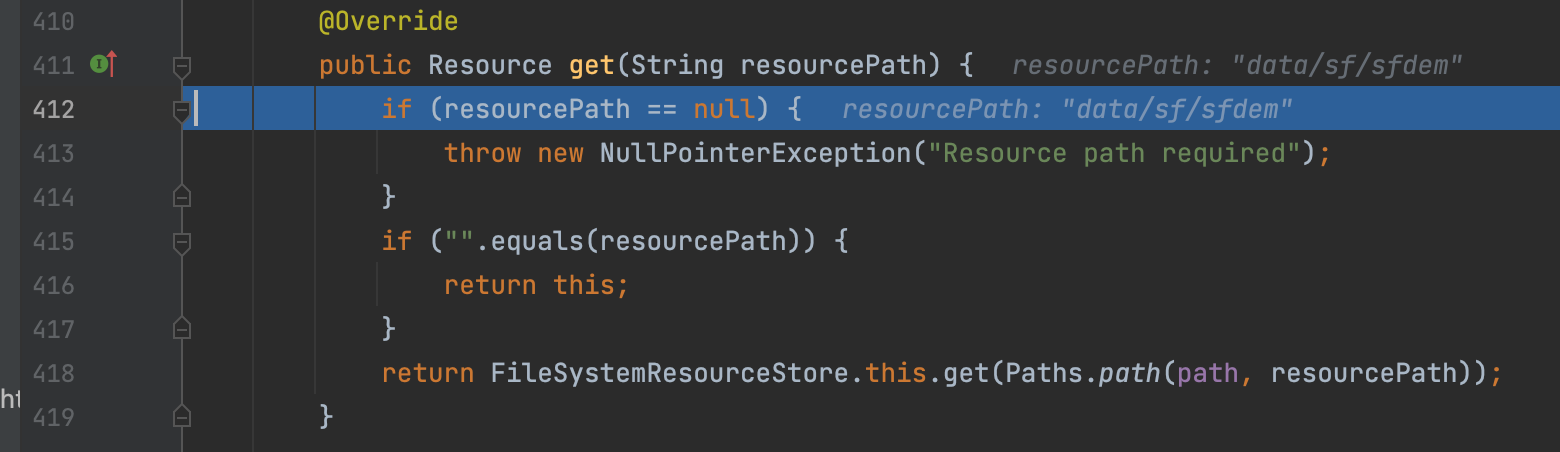 410 @Override
411 public Resource get(String resourcePath) { resourcePath: "data/sf/sfdem"
412 if (resourcePath == null) { resourcePath: "data/sf/sfdem"
413 throw new NullPointerException("Resource path required");
414 }
415 if ("".equals(resourcePath)) {
416 return this;
417 }
418 return FileSystemResourceStore.this.get(Paths.path(path, resourcePath));
ht
419 }